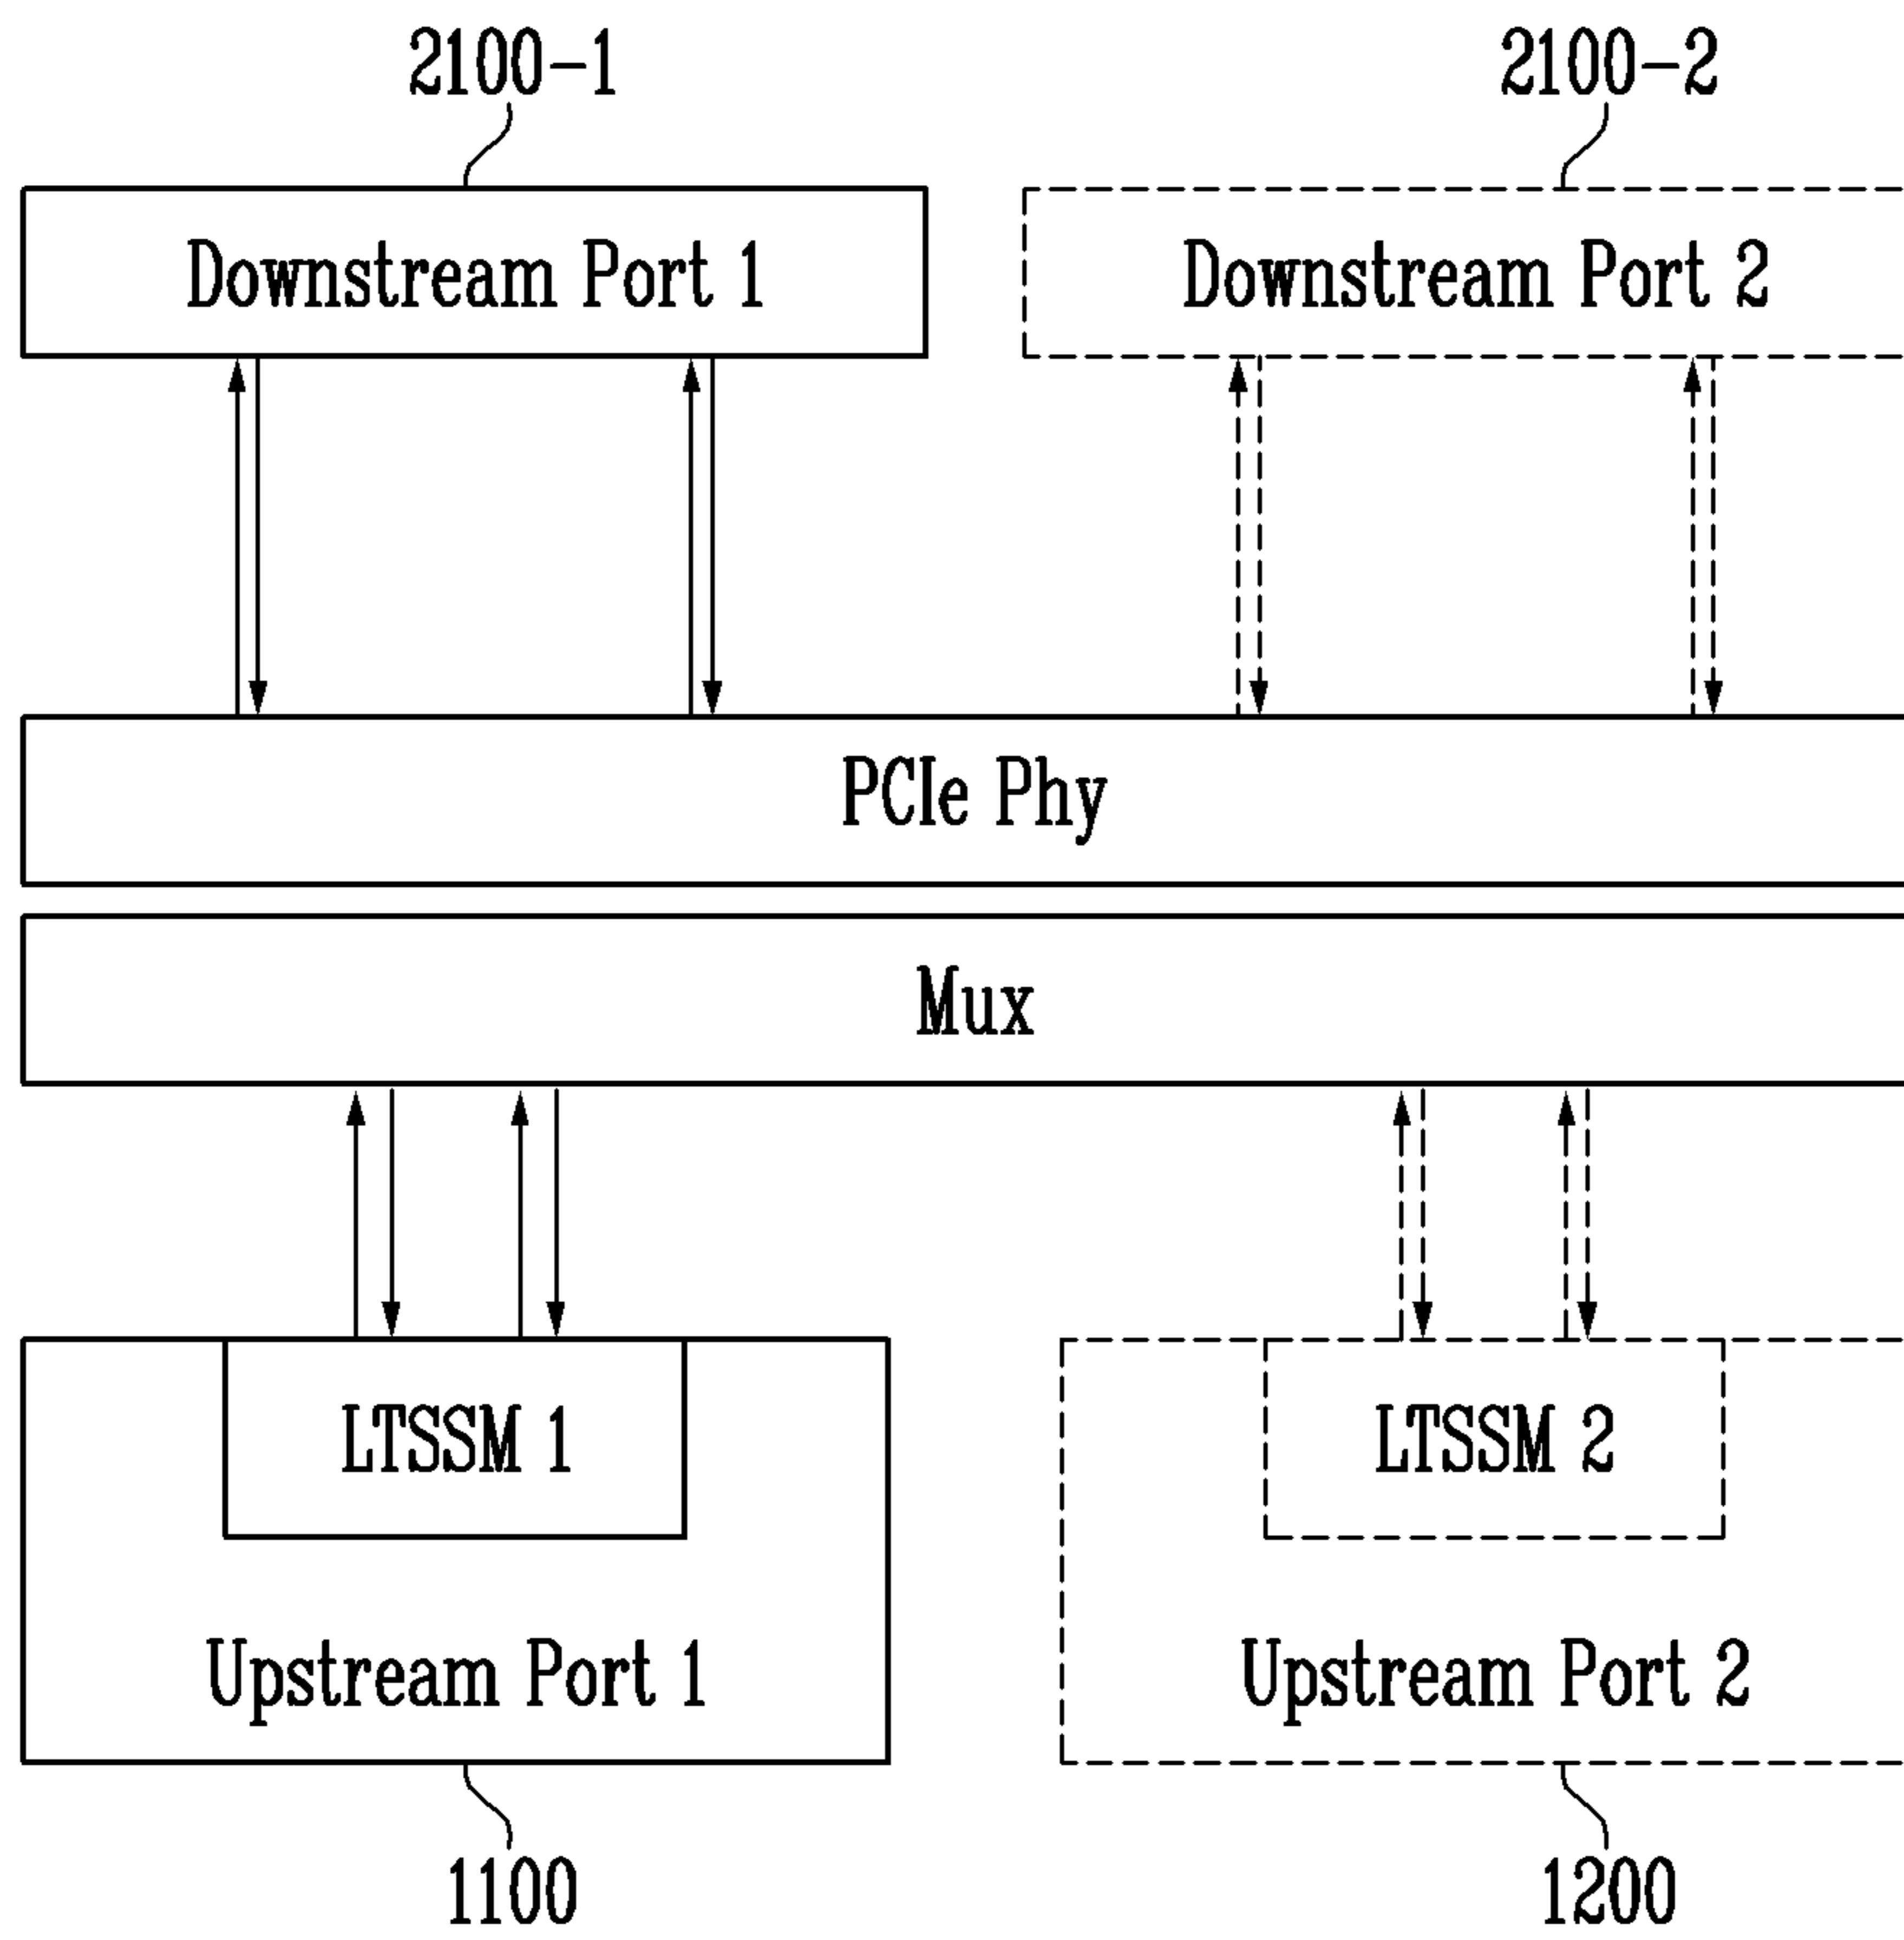 2100-1 2100-2
Downstream Port 1 Downstream Port 2
PCIe Phy
Mux
LTSSM 1 LTSSM 2
Upstream Port 1 Upstream Port 2
1100 1200